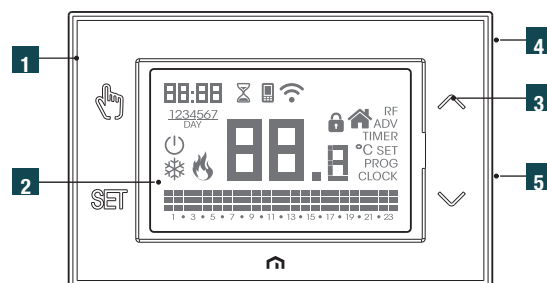 1
4
88:88
1234567
DAY
RF
ADV
TIMER
3
88.8
°C SET
PROG
CLOCK
2
SET
5
1 • 3 • 5 • 7 • 9 • 11 • 13 • 15 • 17 • 19 • 21 • 23